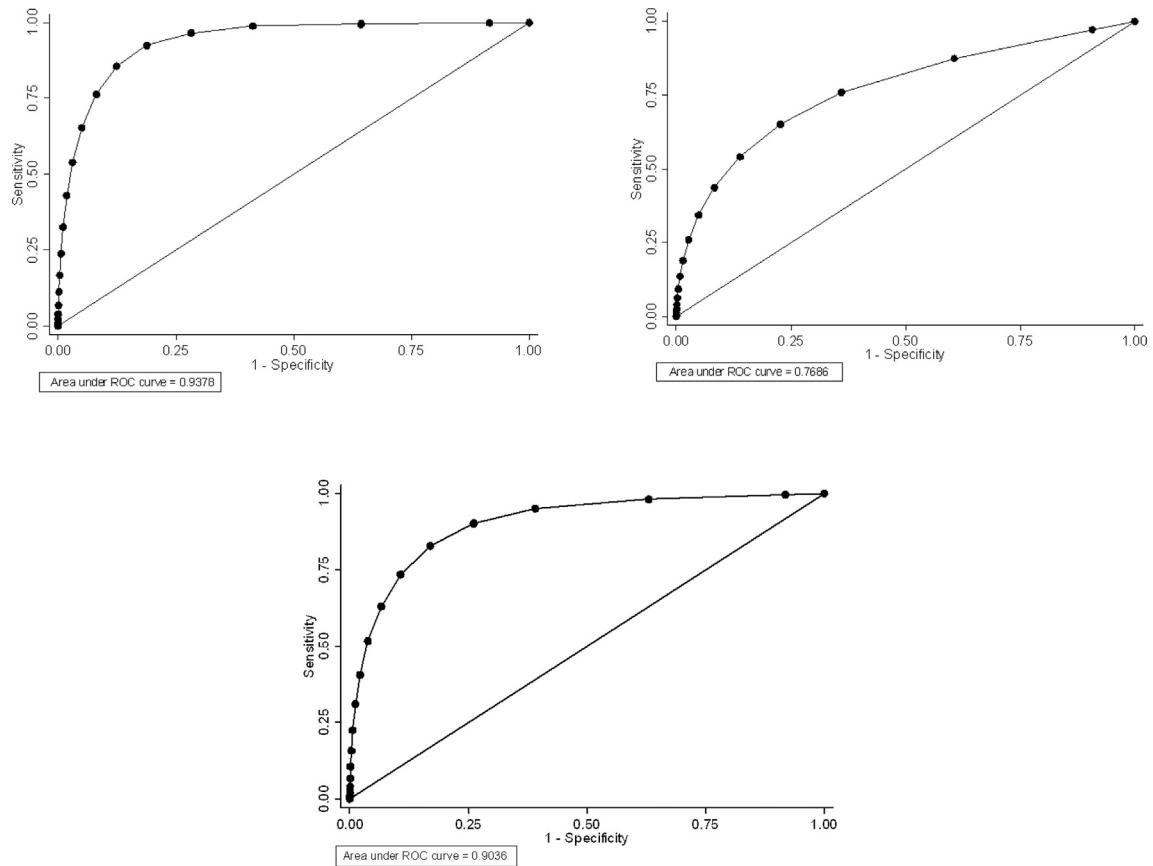 1.00
0.75
0.50
0.25
0.00
Sensitivity
0.00 0.25 0.50 0.75 1.00
1 - Specificity
Area under ROC curve = 0.9378
1.00
0.75
0.50
0.25
0.00
Sensitivity
0.00 0.25 0.50 0.75 1.00
1 - Specificity
Area under ROC curve = 0.7686
1.00
0.75
0.50
0.25
0.00
Sensitivity
0.00 0.25 0.50 0.75 1.00
1 - Specificity
Area under ROC curve = 0.9036